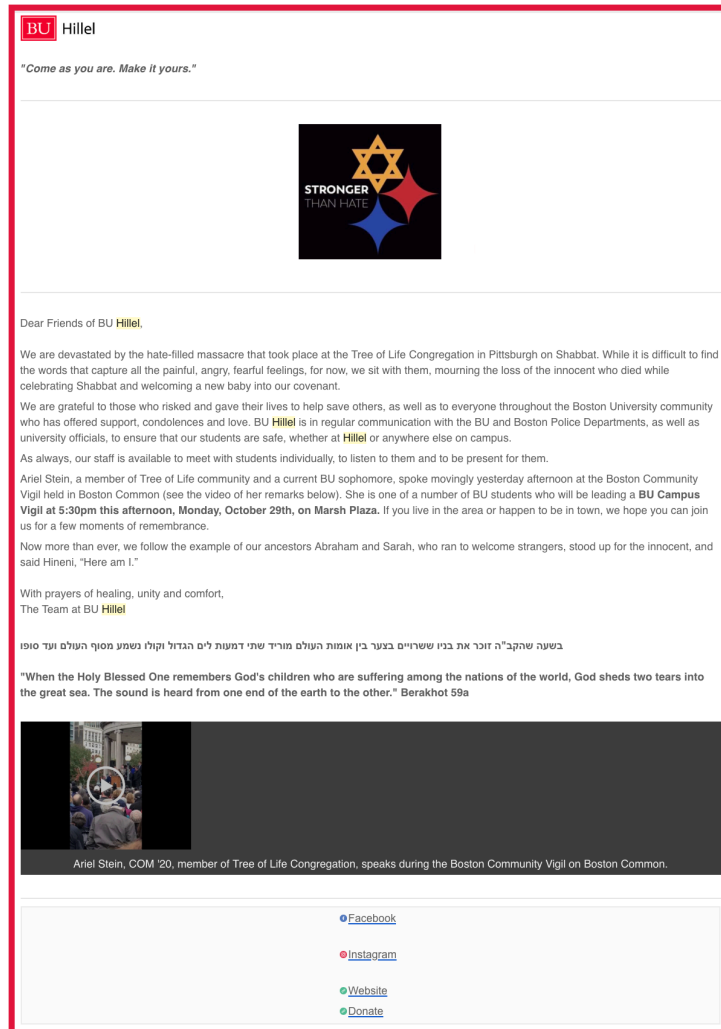 BU Hillel
"Come as you are. Make it yours."
STRONGER
THAN HATE
Dear Friends of BU Hillel,
We are devastated by the hate-filled massacre that took place at the Tree of Life Congregation in Pittsburgh on Shabbat. While it is difficult to find
the words that capture all the painful, angry, fearful feelings, for now, we sit with them, mourning the loss of the innocent who died while
celebrating Shabbat and welcoming a new baby into our covenant.
We are grateful to those who risked and gave their lives to help save others, as well as to everyone throughout the Boston University community
who has offered support, condolences and love. BU Hillel is in regular communication with the BU and Boston Police Departments, as well as
university officials, to ensure that our students are safe, whether at Hillel or anywhere else on campus.
As always, our staff is available to meet with students individually, to listen to them and to be present for them.
Ariel Stein, a member of Tree of Life community and a current BU sophomore, spoke movingly yesterday afternoon at the Boston Community
Vigil held in Boston Common (see the video of her remarks below). She is one of a number of BU students who will be leading a BU Campus
Vigil at 5:30pm this afternoon, Monday, October 29th, on Marsh Plaza. If you live in the area or happen to be in town, we hope you can join
us for a few moments of remembrance.
Now more than ever, we follow the example of our ancestors Abraham and Sarah, who ran to welcome strangers, stood up for the innocent, and
said Hineni, “Here am I.”
With prayers of healing, unity and comfort,
The Team at BU Hillel
בשעה שהקב"ה זוכר את בניו ששרויים בצער בין אומות העולם מוריד שתי דמעות לים הגדול וקולו נשמע מסוף העולם ועד סופו
"When the Holy Blessed One remembers God's children who are suffering among the nations of the world, God sheds two tears into
the great sea. The sound is heard from one end of the earth to the other." Berakhot 59a
Ariel Stein, COM '20, member of Tree of Life Congregation, speaks during the Boston Community Vigil on Boston Common.
Facebook
Instagram
Website
Donate